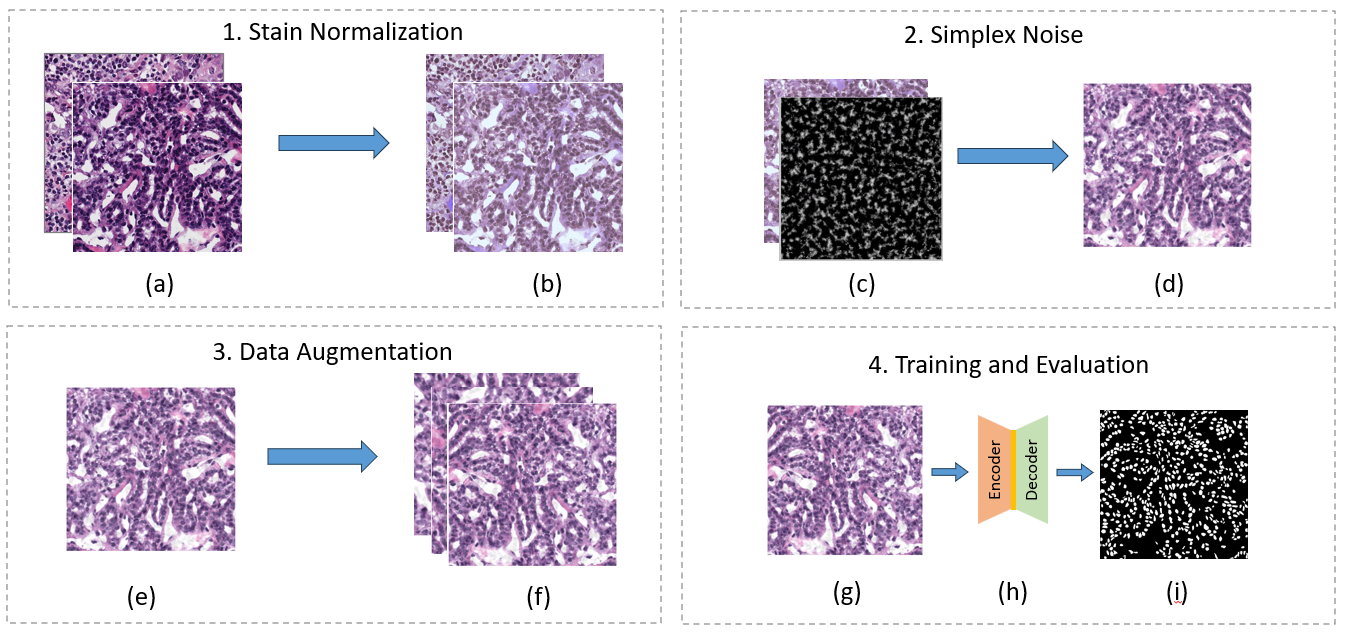 1. Stain Normalization
(a)
(b)
2. Simplex Noise
(c)
(d)
3. Data Augmentation
(e)
(f)
4. Training and Evaluation
Encoder
Decoder
(g)
(h)
(i)